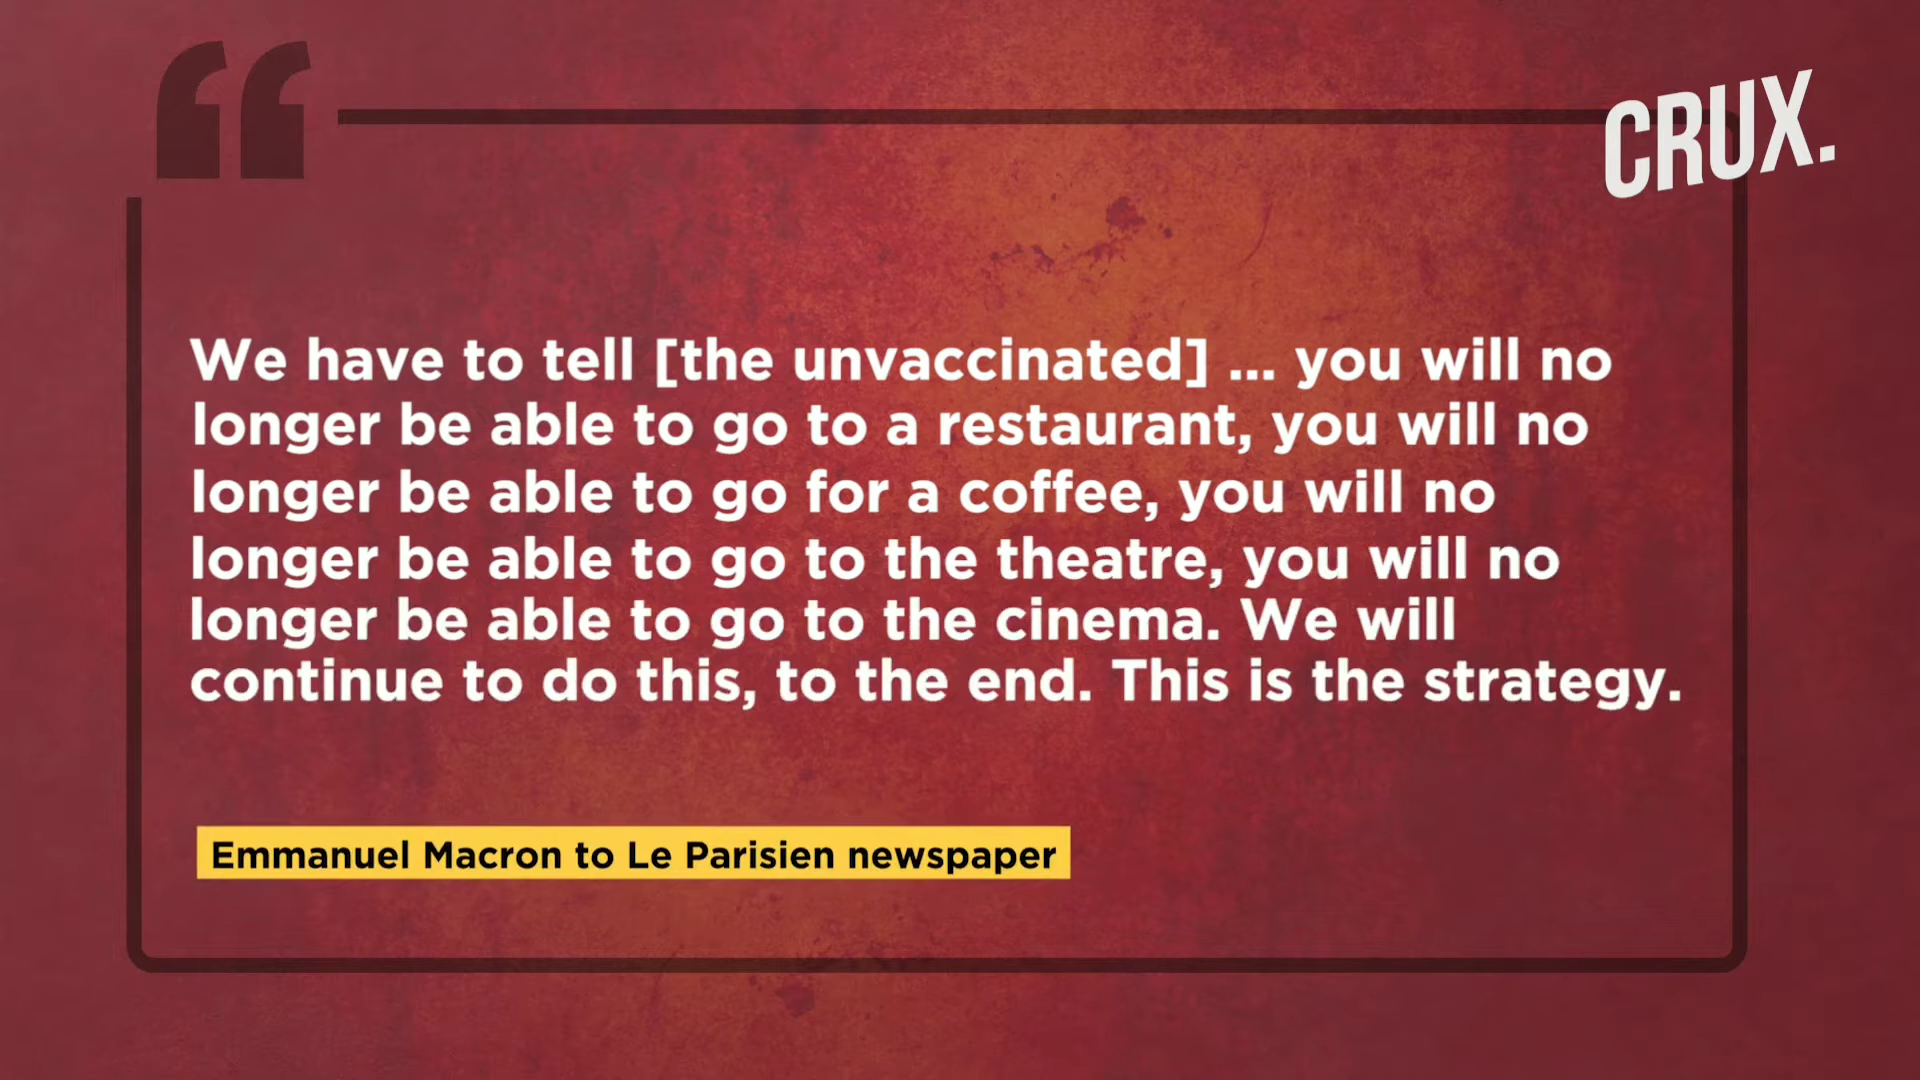 CRUX.
We have to tell [the unvaccinated] ... you will no
longer be able to go to a restaurant, you will no
longer be able to go for a coffee, you will no
longer be able to go to the theatre, you will no
longer be able to go to the cinema. We will
continue to do this, to the end. This is the strategy.
Emmanuel Macron to Le Parisien newspaper